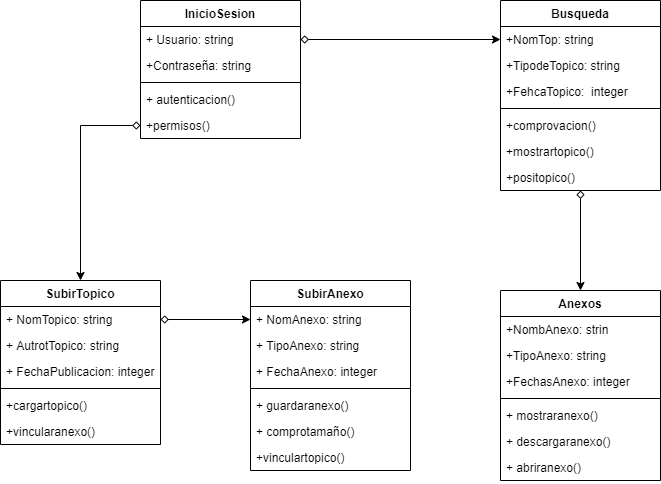 InicioSesion
+ Usuario: string
+Contraseña: string
+ autenticacion()
+permisos()
Busqueda
+NomTop: string
+TipodeTopico: string
+FehcaTopico:  integer
+comprovacion()
+mostrartopico()
+positopico()
SubirTopico
+ NomTopico: string
+ AutrotTopico: string
+ FechaPublicacion: integer
+cargartopico()
+vincularanexo()
SubirAnexo
+ NomAnexo: string
+ TipoAnexo: string
+ FechaAnexo: integer
+ guardaranexo()
+ comprotamaño()
+vinculartopico()
Anexos
+NombAnexo: strin
+TipoAnexo: string
+FechasAnexo: integer
+ mostraranexo()
+ descargaranexo()
+ abriranexo()